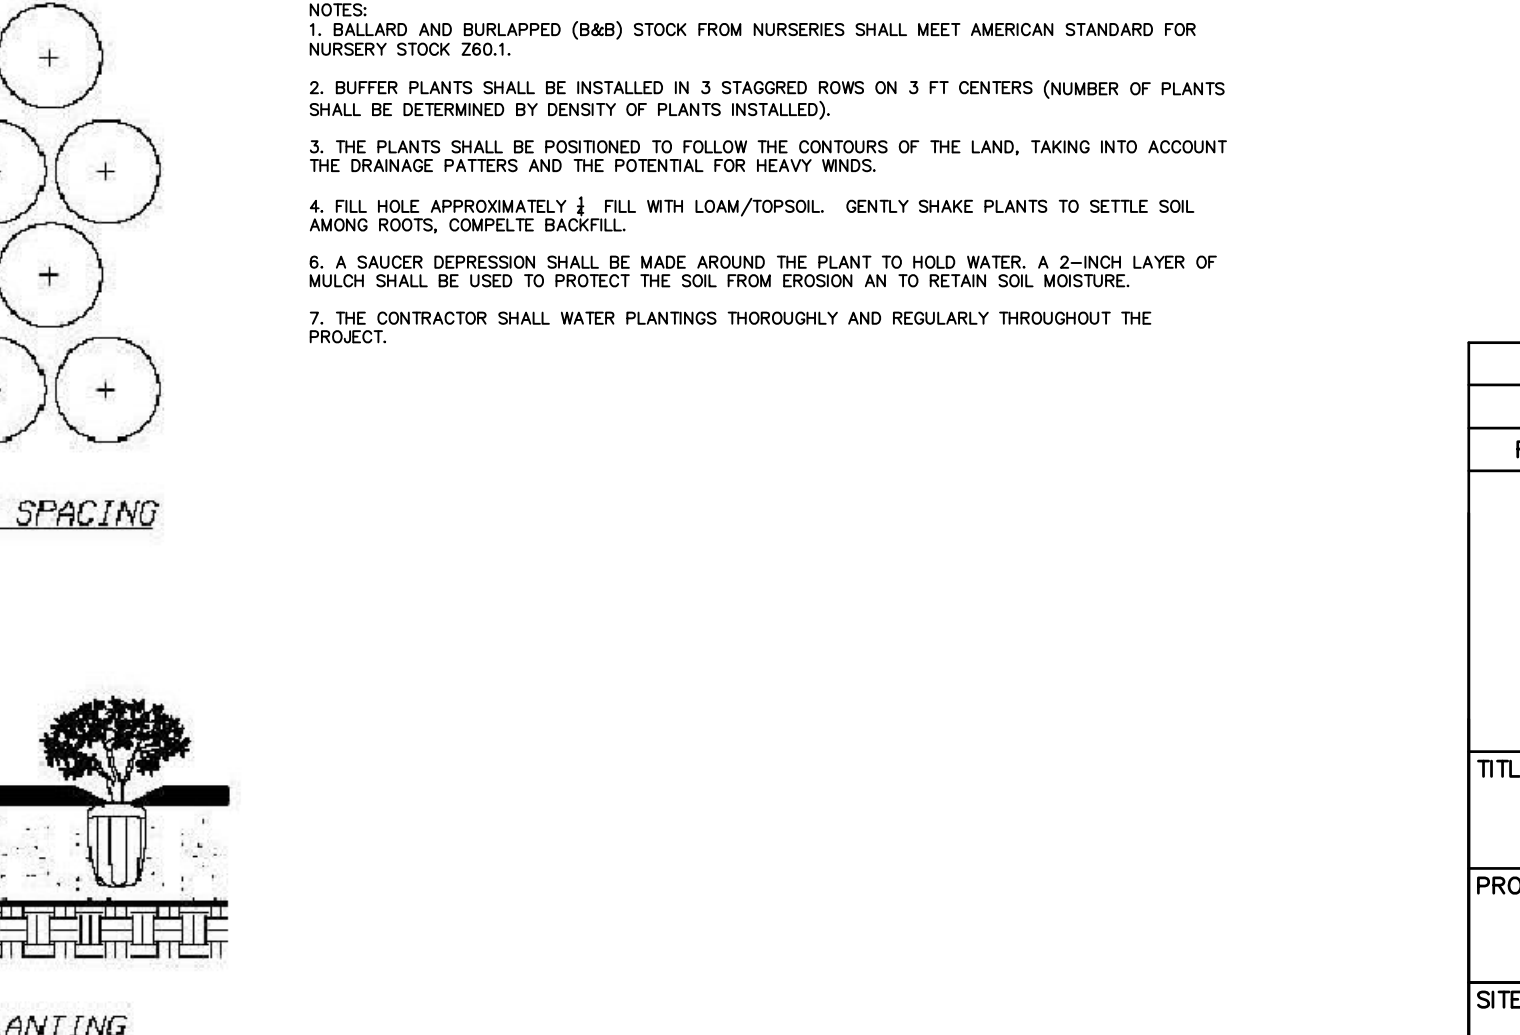 NOTES:
1. BALLARD AND BURLAPPED (B&B) STOCK FROM NURSERIES SHALL MEET AMERICAN STANDARD FOR
NURSERY STOCK Z60.1.
2. BUFFER PLANTS SHALL BE INSTALLED IN 3 STAGGRED ROWS ON 3 FT CENTERS (NUMBER OF PLANTS
SHALL BE DETERMINED BY DENSITY OF PLANTS INSTALLED).
3. THE PLANTS SHALL BE POSITIONED TO FOLLOW THE CONTOURS OF THE LAND, TAKING INTO ACCOUNT
THE DRAINAGE PATTERS AND THE POTENTIAL FOR HEAVY WINDS.
4. FILL HOLE APPROXIMATELY FILL WITH LOAM/TOPSOIL. GENTLY SHAKE PLANTS TO SETTLE SOIL
AMONG ROOTS, COMPELTE BACKFILL.
6. A SAUCER DEPRESSION SHALL BE MADE AROUND THE PLANT TO HOLD WATER. A 2-INCH LAYER OF
MULCH SHALL BE USED TO PROTECT THE SOIL FROM EROSION AN TO RETAIN SOIL MOISTURE.
7. THE CONTRACTOR SHALL WATER PLANTINGS THOROUGHLY AND REGULARLY THROUGHOUT THE
PROJECT.
SPACING
ANTING
TITL
PRO
SITE